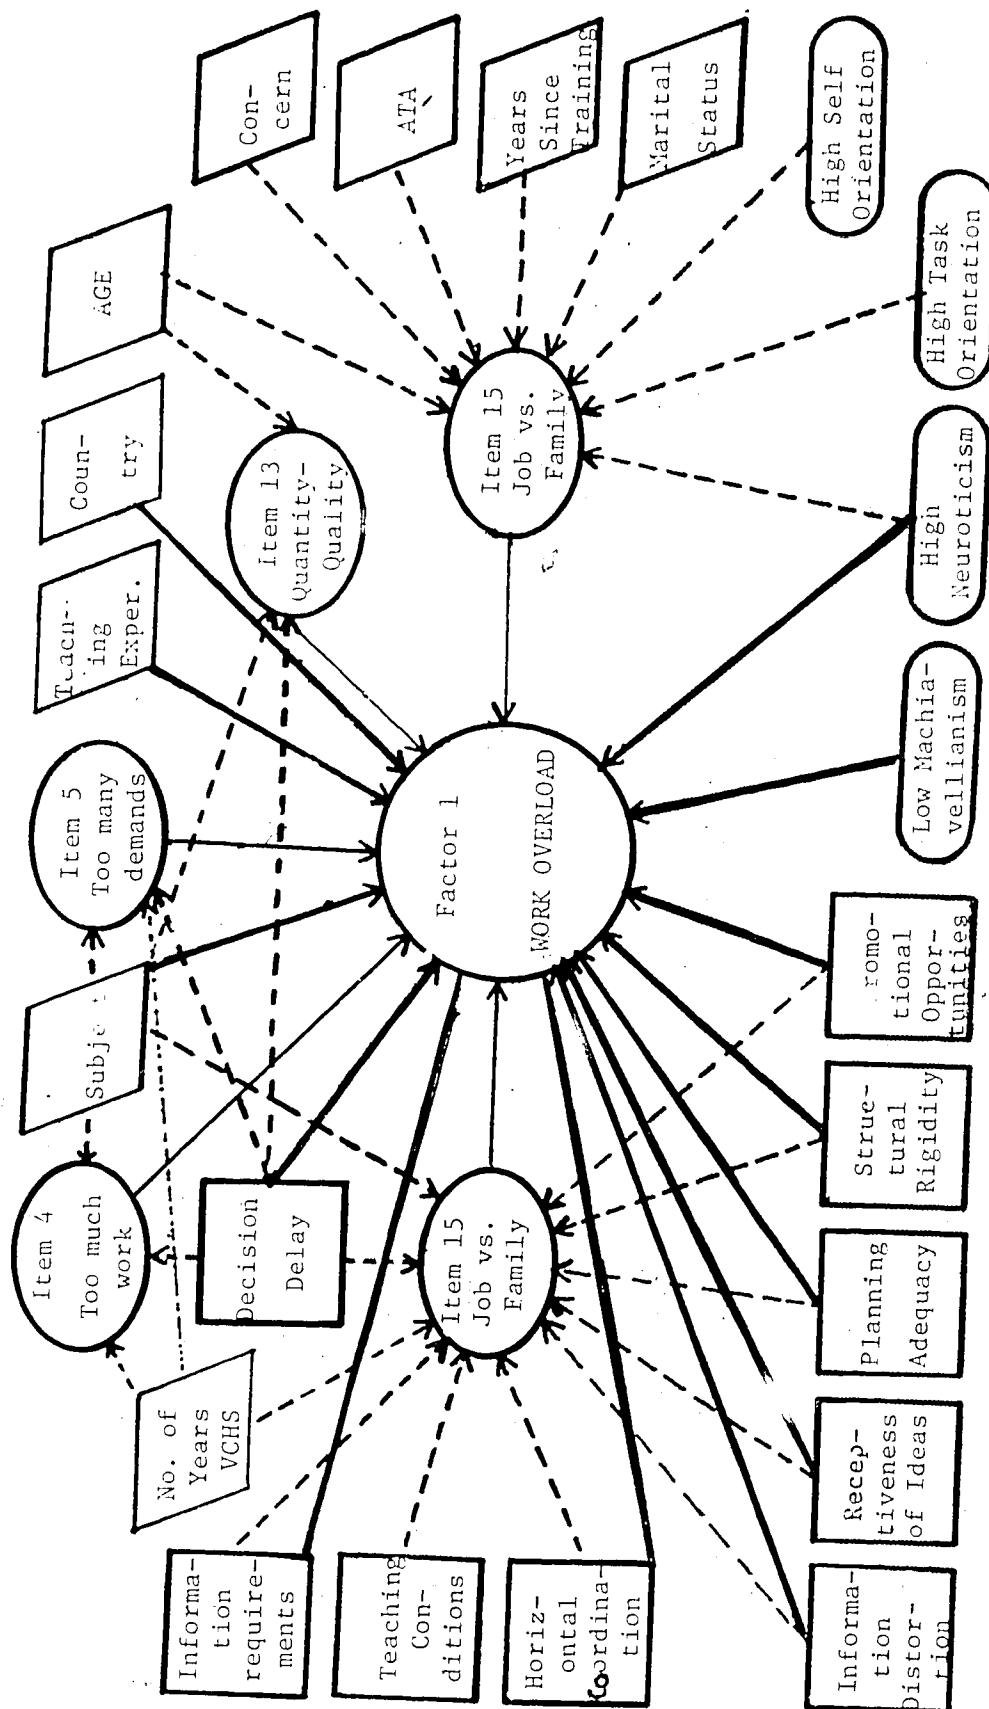 No. of
Years
VCHS
Item 4
Too much
work
Item 5
Too many
demands
ing
Exper.
Coun-
try
AGE
Con-
cern
ATA
Years
Since
Training
Marital
Status
High Self
Orientation
High Task
Orientation
High
Neuroticism
Low Machia-
vellianism
Item 13
Quantity-
Quality
Item 15
Job vs.
Family
Factor 1
WORK OVERLOAD
Decision
Delay
Item 15
Job vs.
Family
Informa-
tion
require-
ments
Teaching
Con-
ditions
Horiz-
ontal
Coordina-
tion
Informa-
tion
Distor-
tion
Recep-
tiveness
of Ideas
Planning
Adequacy
Struc-
tural
Rigidity
romo-
tional
Oppor-
tunities